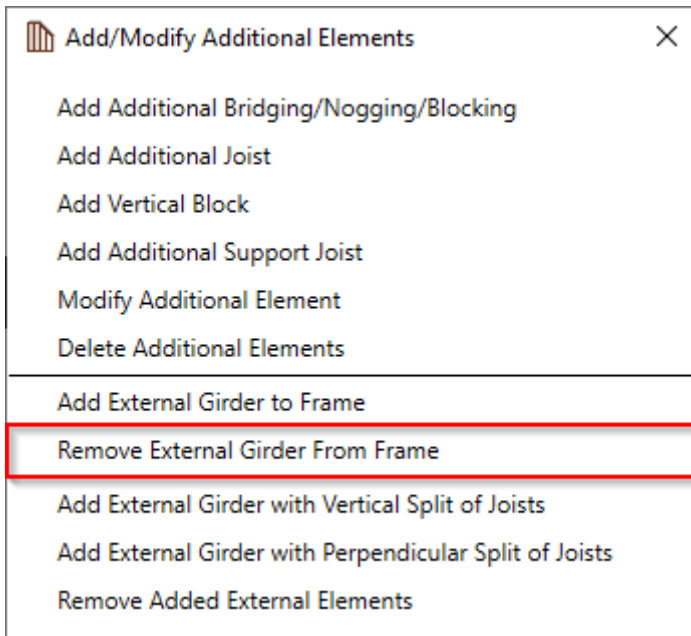 Add/Modify Additional Elements
Add Additional Bridging/Nogging/Blocking
Add Additional Joist
Add Vertical Block
Add Additional Support Joist
Modify Additional Element
Delete Additional Elements
Add External Girder to Frame
Remove External Girder From Frame
Add External Girder with Vertical Split of Joists
Add External Girder with Perpendicular Split of Joists
Remove Added External Elements